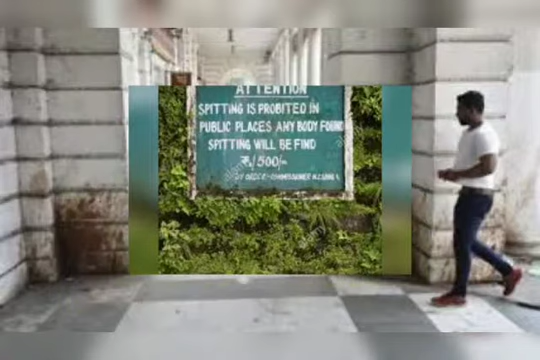 ATTENTION
SPITTING IS PROBITED IN
PUBLIC PLACES ANY BODY FOUND
SPITTING WILL BE FIND
₹/500/-